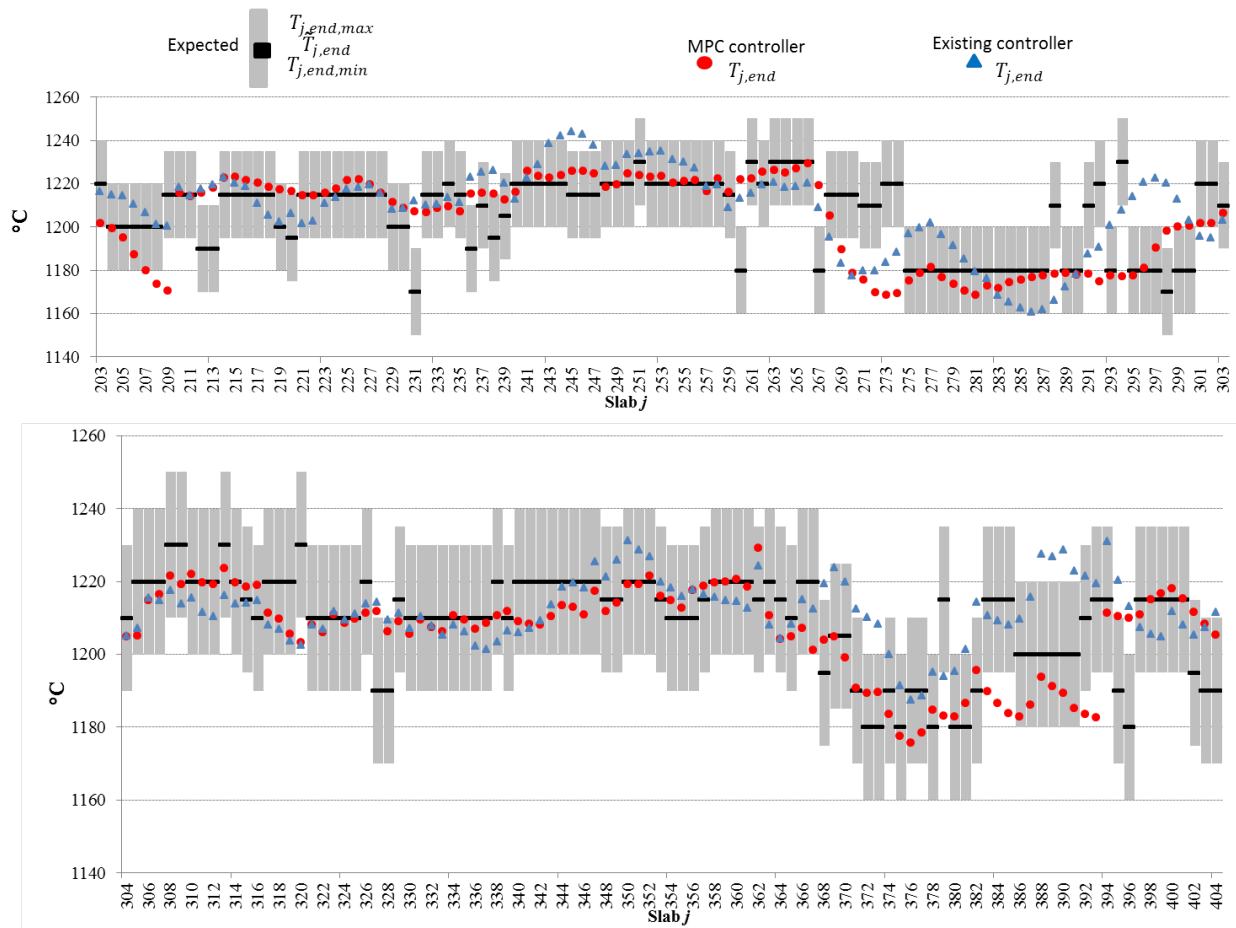 Expected
T_{j,end,max}
T̃_{j,end}
T_{j,end,min}
MPC controller
T_{j,end}
Existing controller
T_{j,end}
1260
1240
1220
1200
1180
1160
1140
°C
203 205 207 209 211 213 215 217 219 221 223 225 227 229 231 233 235 237 239 241 243 245 247 249 251 253 255 257 259 261 263 265 267 269 271 273 275 277 279 281 283 285 287 289 291 293 295 297 299 301 303
Slab j
1260
1240
1220
1200
1180
1160
1140
°C
304 306 308 310 312 314 316 318 320 322 324 326 328 330 332 334 336 338 340 342 344 346 348 350 352 354 356 358 360 362 364 366 368 370 372 374 376 378 380 382 384 386 388 390 392 394 396 398 400 402 404
Slab j